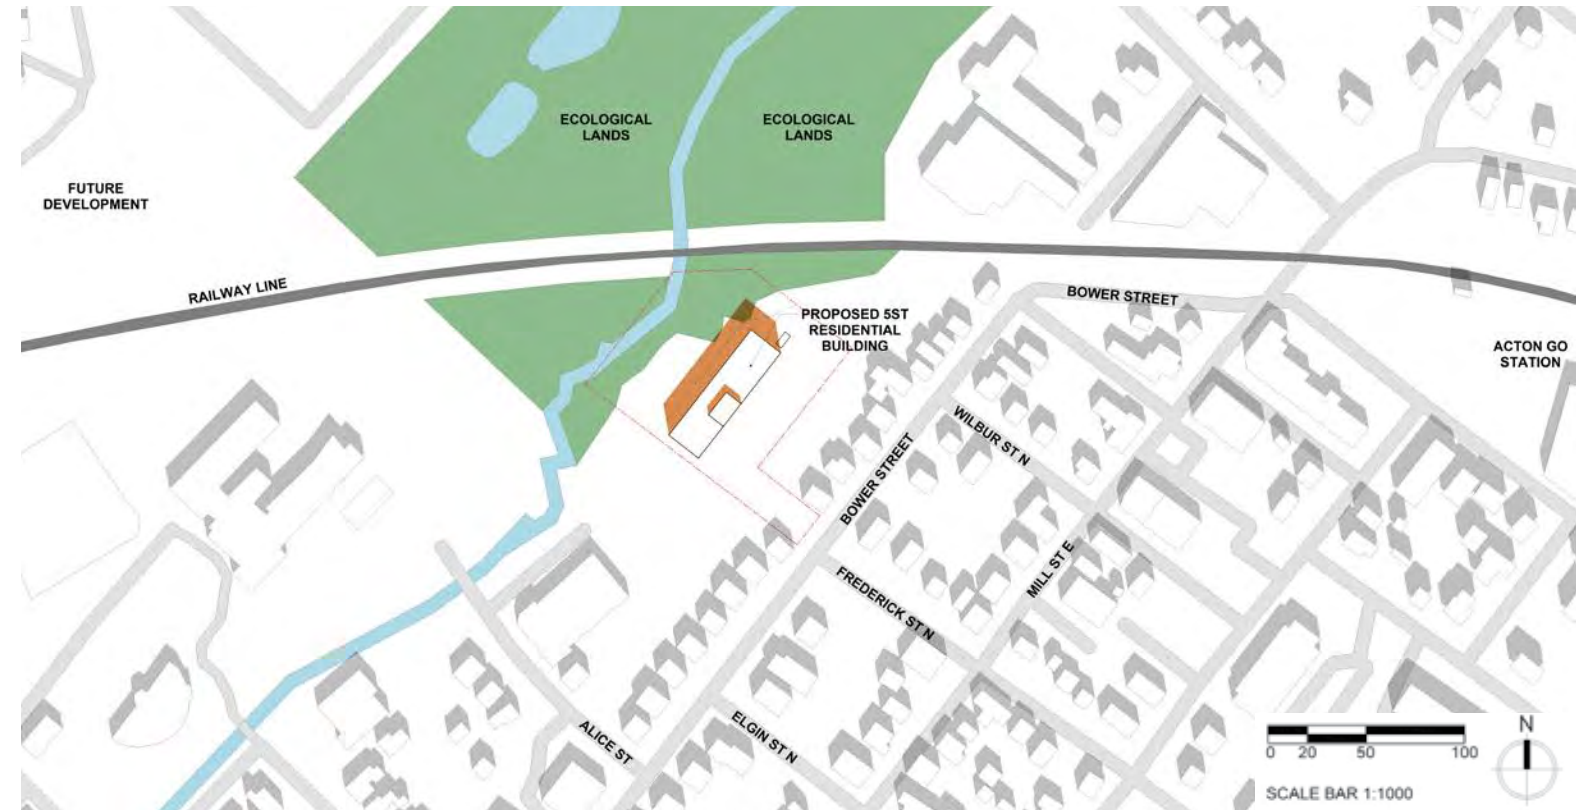 ECOLOGICAL
LANDS
ECOLOGICAL
LANDS
FUTURE
DEVELOPMENT
RAILWAY LINE
BOWER STREET
PROPOSED 5ST
RESIDENTIAL
BUILDING
ACTON GO
STATION
WILBUR ST N
BOWER STREET
MILL ST E
FREDERICK ST N
ELGIN ST N
ALICE ST
N
0 20 50 100
SCALE BAR 1:1000